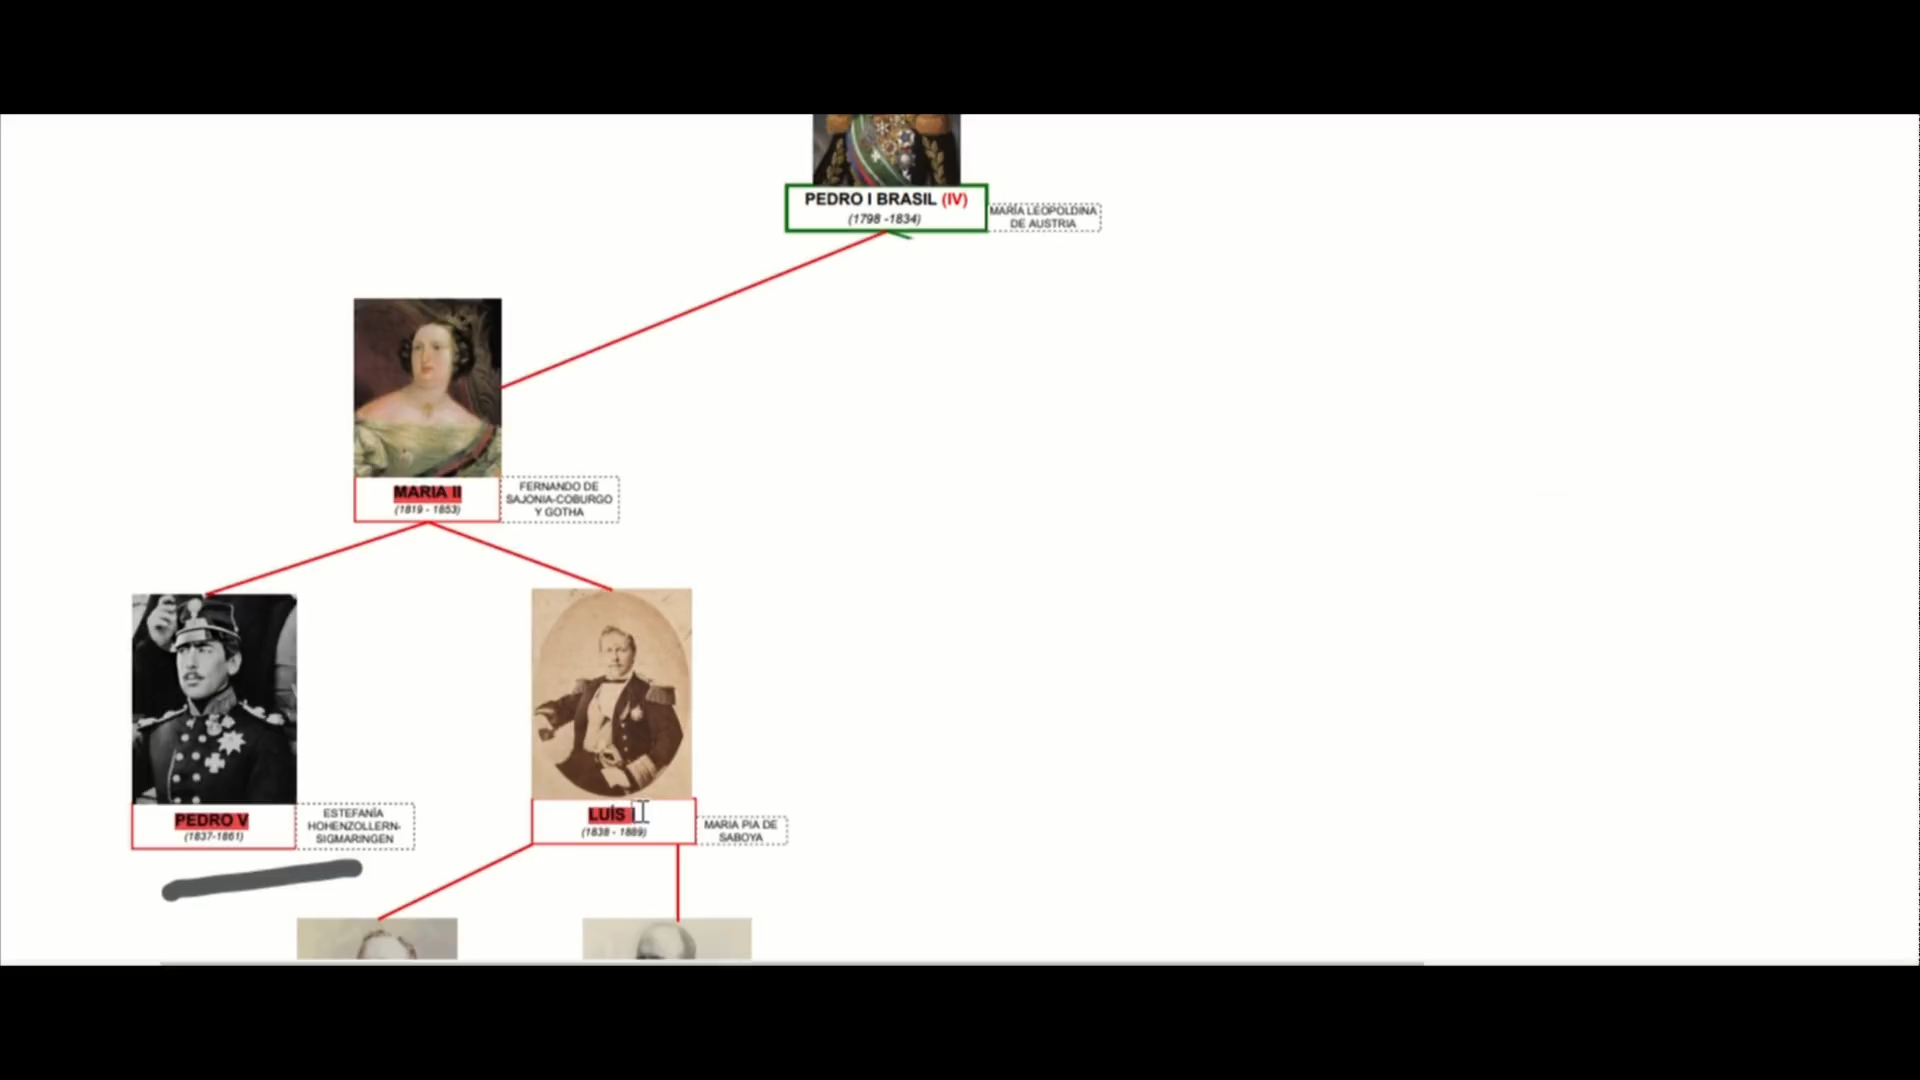 PEDRO I BRASIL (IV)
(1798 -1834)
MARÍA LEOPOLDINA
DE AUSTRIA
MARIA II
(1819 - 1853)
FERNANDO DE
SAJONIA-COBURGO
Y GOTHA
PEDRO V
(1837-1861)
ESTEFANÍA
HOHENZOLLERN-
SIGMARINGEN
LUÍS I
(1838 - 1889)
MARIA PIA DE
SABOYA